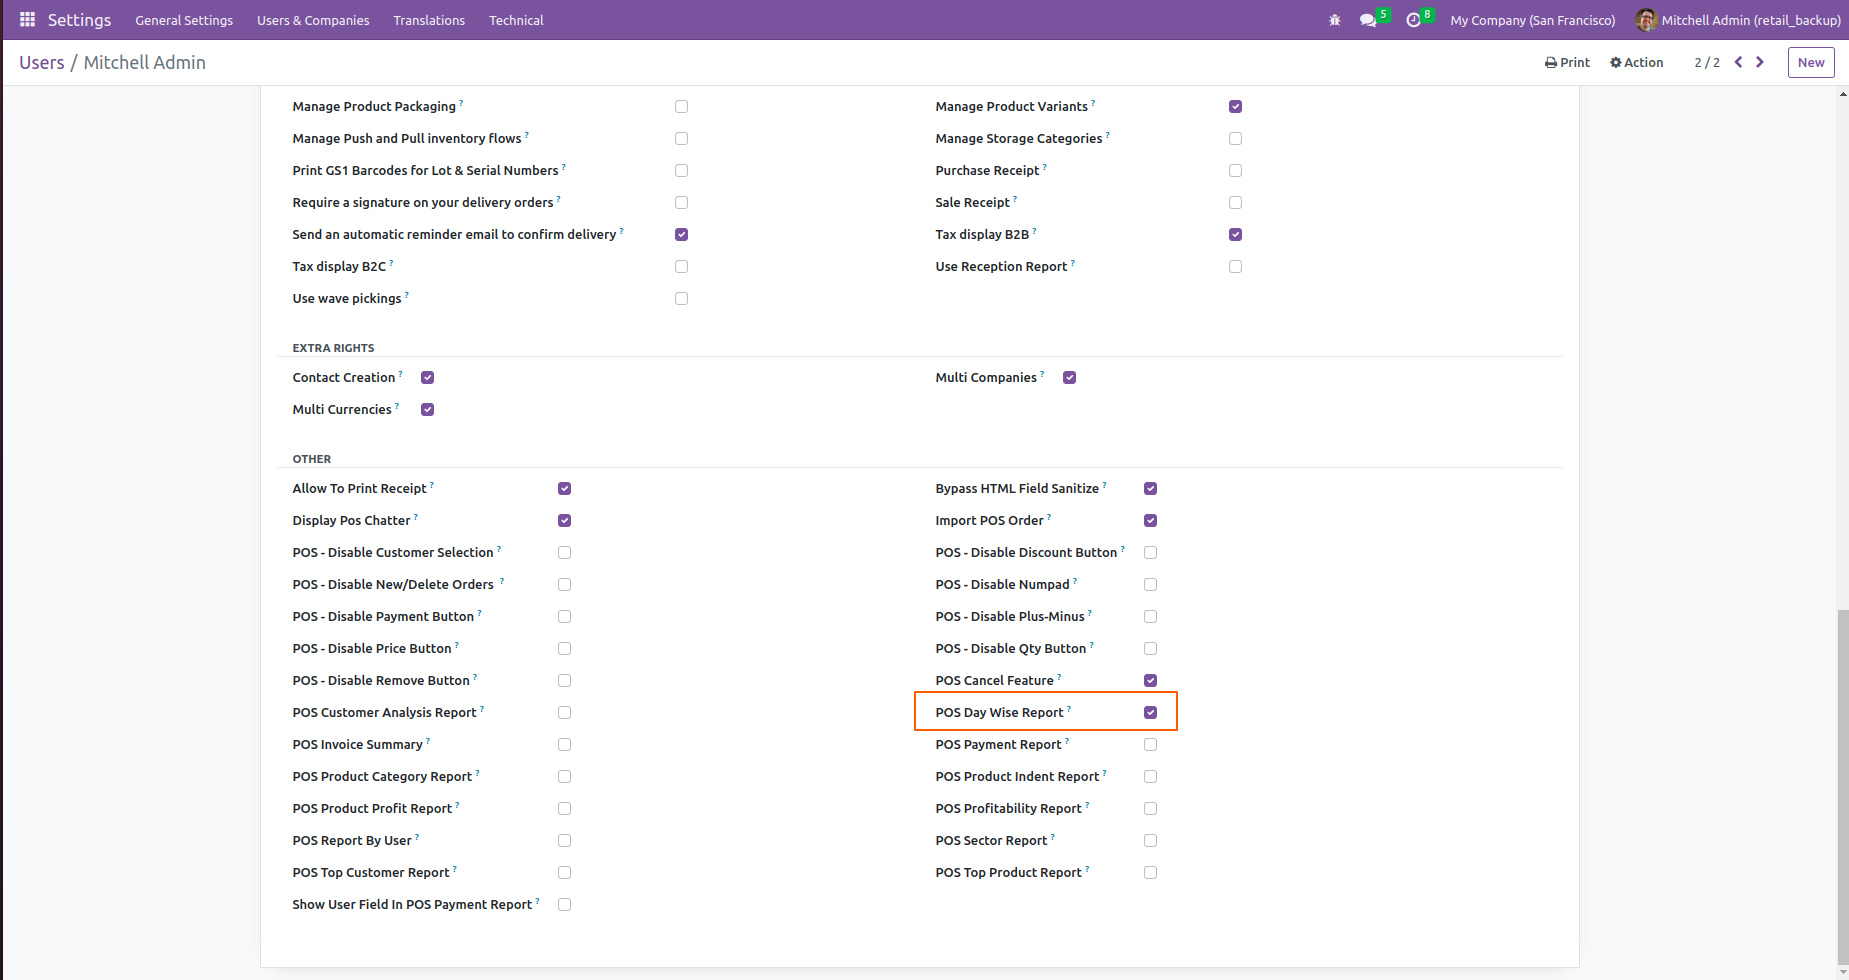 Settings General Settings Users & Companies Translations Technical 5 8 My Company (San Francisco) Mitchell Admin (retail_backup)
Users / Mitchell Admin Print Action 2 / 2 New
Manage Product Packaging ? Manage Product Variants ?
Manage Push and Pull inventory flows ? Manage Storage Categories ?
Print GS1 Barcodes for Lot & Serial Numbers ? Purchase Receipt ?
Require a signature on your delivery orders ? Sale Receipt ?
Send an automatic reminder email to confirm delivery ? Tax display B2B ?
Tax display B2C ? Use Reception Report ?
Use wave pickings ?
EXTRA RIGHTS
Contact Creation ? Multi Companies ?
Multi Currencies ?
OTHER
Allow To Print Receipt ? Bypass HTML Field Sanitize ?
Display Pos Chatter ? Import POS Order ?
POS - Disable Customer Selection ? POS - Disable Discount Button ?
POS - Disable New/Delete Orders ? POS - Disable Numpad ?
POS - Disable Payment Button ? POS - Disable Plus-Minus ?
POS - Disable Price Button ? POS - Disable Qty Button ?
POS - Disable Remove Button ? POS Cancel Feature ?
POS Customer Analysis Report ? POS Day Wise Report ?
POS Invoice Summary ? POS Payment Report ?
POS Product Category Report ? POS Product Indent Report ?
POS Product Profit Report ? POS Profitability Report ?
POS Report By User ? POS Sector Report ?
POS Top Customer Report ? POS Top Product Report ?
Show User Field In POS Payment Report ?